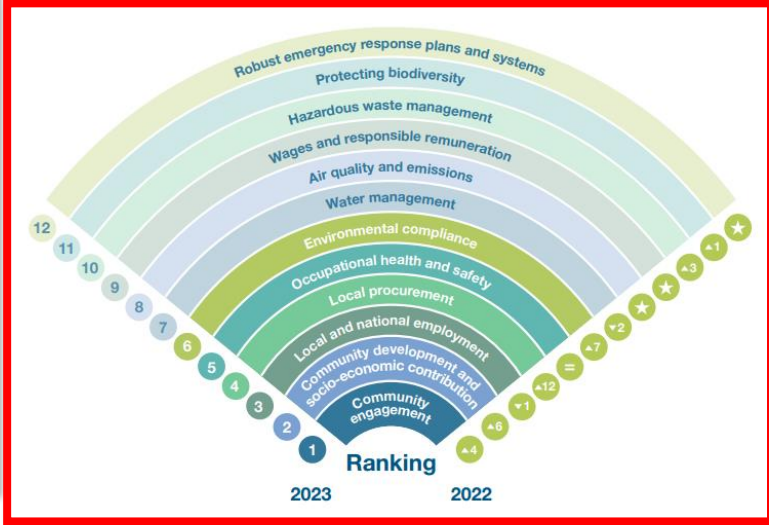 Robust emergency response plans and systems
Protecting biodiversity
Hazardous waste management
Wages and responsible remuneration
Air quality and emissions
Water management
Environmental compliance
Occupational health and safety
Local procurement
Local and national employment
Community development and
socio-economic contribution
Community
engagement
12
11
10
9
8
7
6
5
4
3
2
1
★
▲1
▲3
★
★
▼2
▲7
=
▲12
▼1
▲6
▲4
Ranking
2023
2022